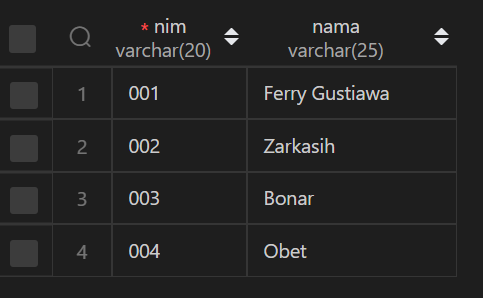 * nim nama
varchar(20) varchar(25)
1 001 Ferry Gustiawa
2 002 Zarkasih
3 003 Bonar
4 004 Obet